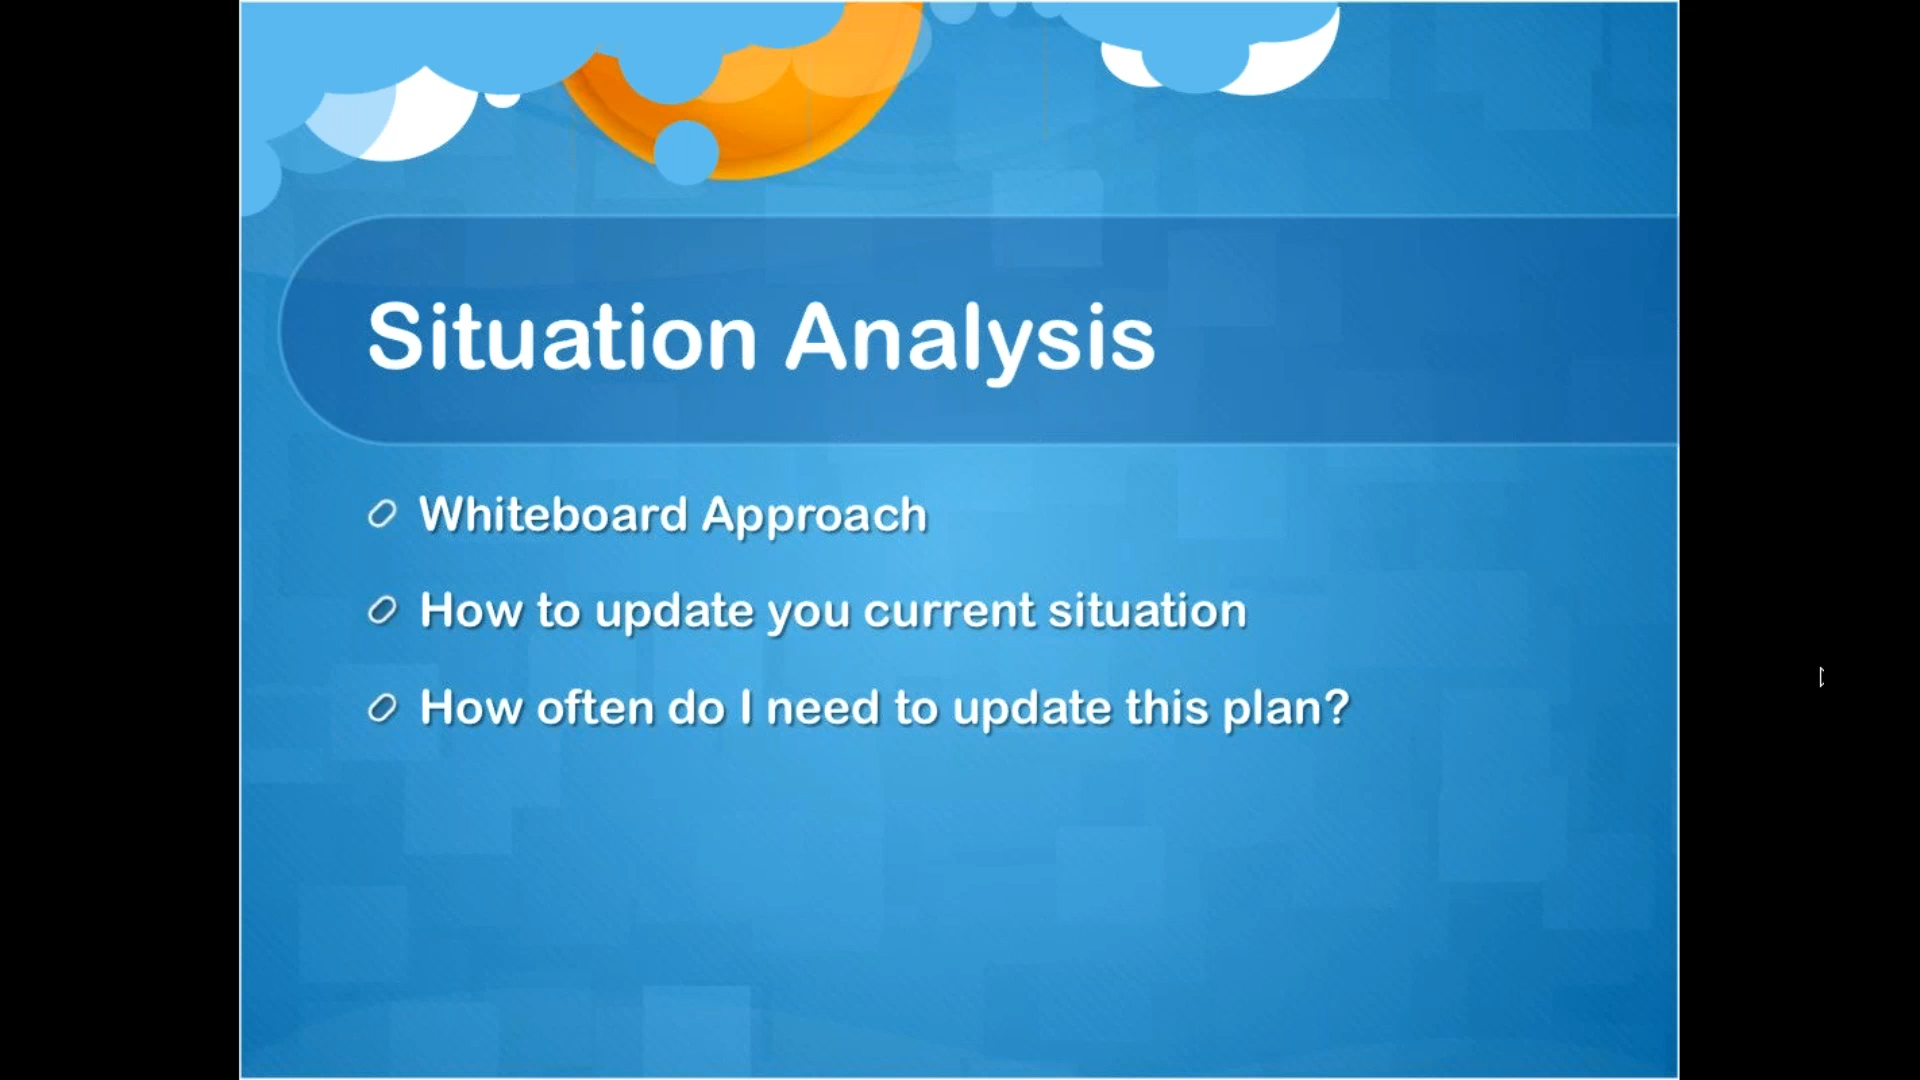 Situation Analysis
Whiteboard Approach
How to update you current situation
How often do I need to update this plan?